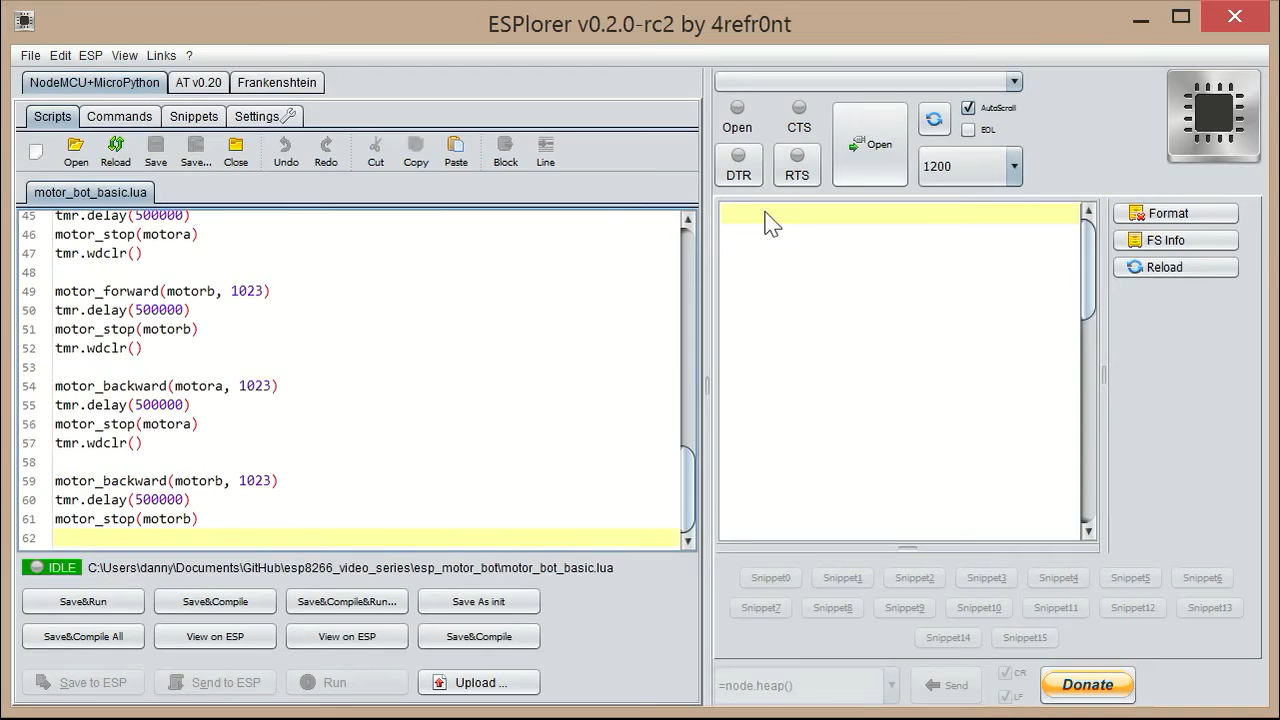 ESPlorer v0.2.0-rc2 by 4refr0nt
File Edit ESP View Links ?
NodeMCU+MicroPython AT v0.20 Frankenshtein
Scripts Commands Snippets Settings
Open Reload Save Save... Close Undo Redo Cut Copy Paste Block Line
motor_bot_basic.lua
45 tmr.delay(500000)
46 motor_stop(motora)
47 tmr.wdclr()
48
49 motor_forward(motorb, 1023)
50 tmr.delay(500000)
51 motor_stop(motorb)
52 tmr.wdclr()
53
54 motor_backward(motora, 1023)
55 tmr.delay(500000)
56 motor_stop(motora)
57 tmr.wdclr()
58
59 motor_backward(motorb, 1023)
60 tmr.delay(500000)
61 motor_stop(motorb)
62
IDLE C:\Users\danny\Documents\GitHub\esp8266_video_series\esp_motor_bot\motor_bot_basic.lua
Save&Run Save&Compile Save&Compile&Run... Save As init
Save&Compile All View on ESP View on ESP Save&Compile
Save to ESP Send to ESP Run Upload ...
Open CTS
DTR RTS
Open
AutoScroll
EOL
1200
Format
FS Info
Reload
Snippet0 Snippet1 Snippet2 Snippet3 Snippet4 Snippet5 Snippet6
Snippet7 Snippet8 Snippet9 Snippet10 Snippet11 Snippet12 Snippet13
Snippet14 Snippet15
=node.heap() Send
CR
LF
Donate